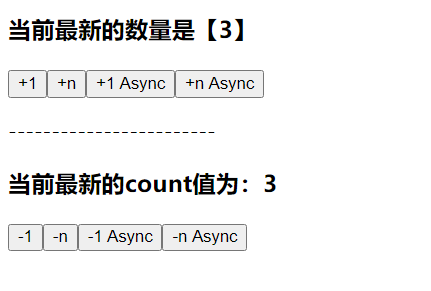 当前最新的数量是【3】
+1 +n +1 Async +n Async
-------------------------
当前最新的count值为：3
-1 -n -1 Async -n Async